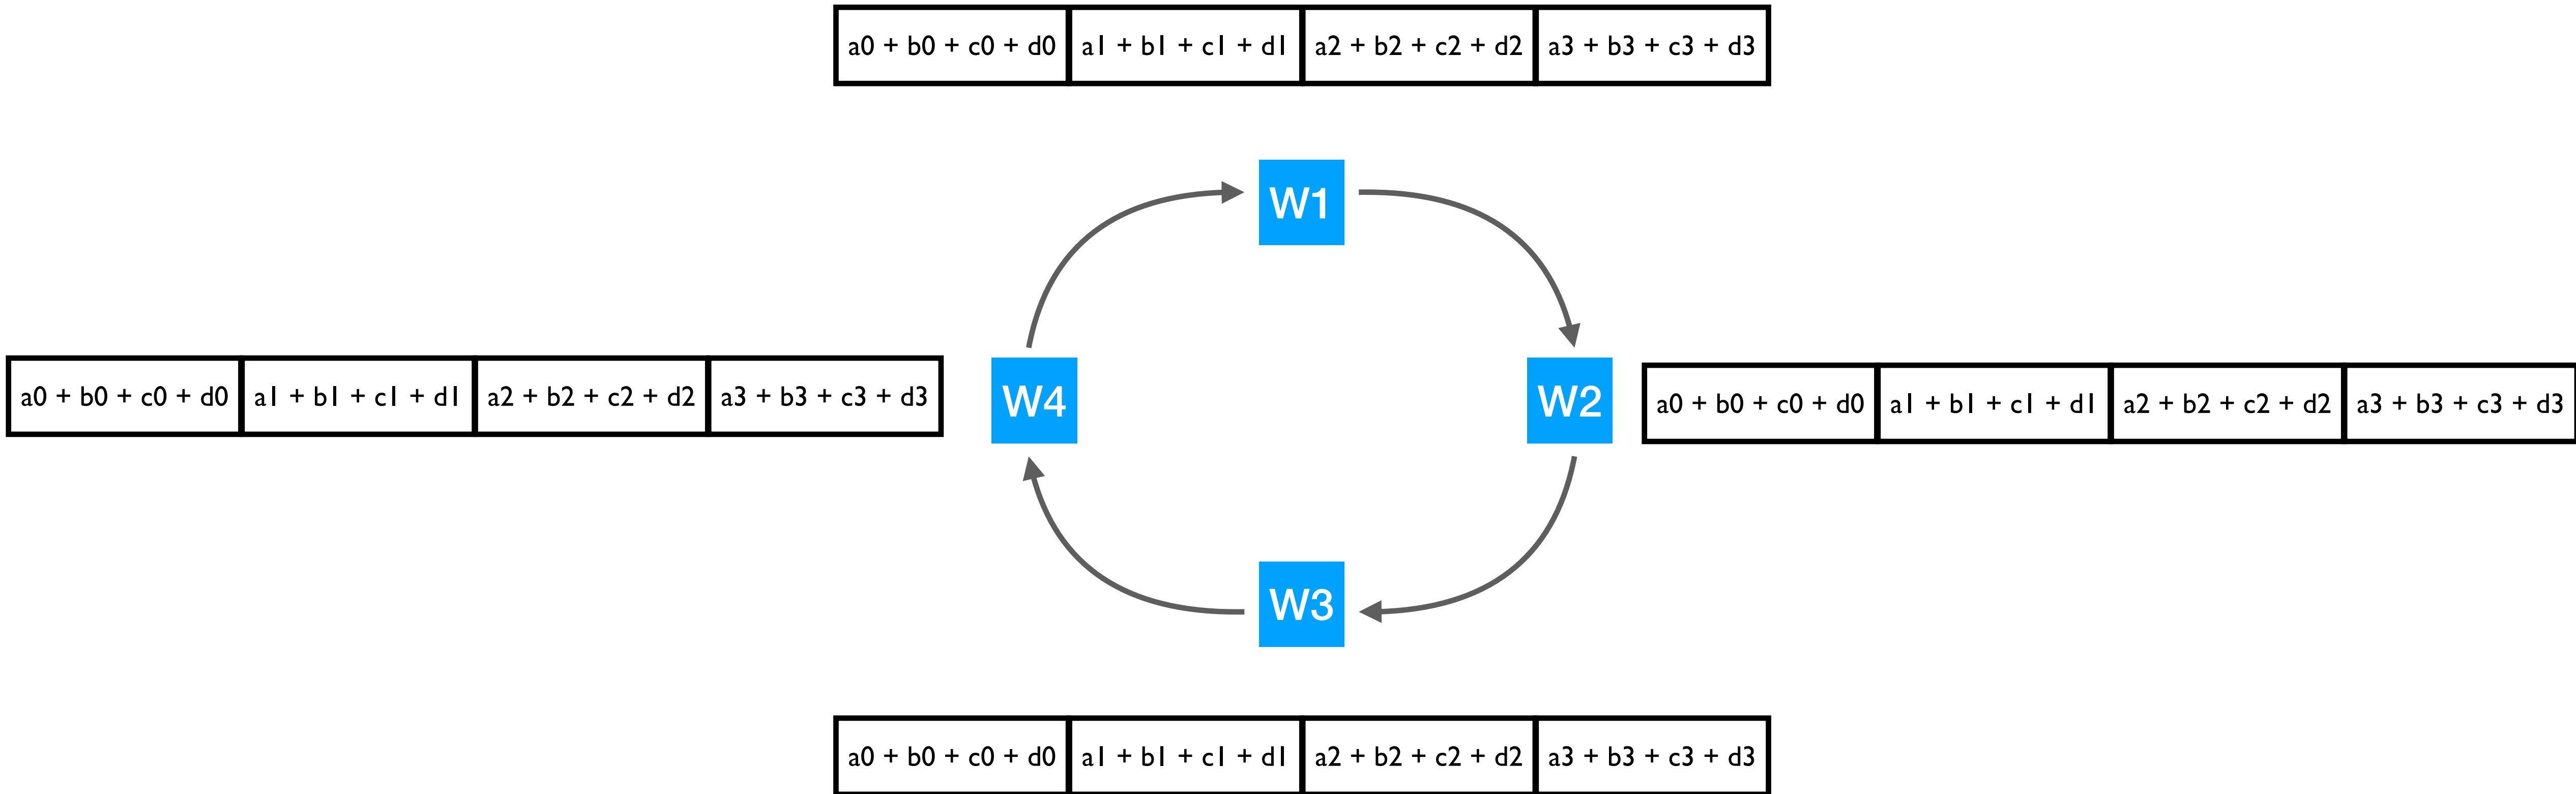 a0 + b0 + c0 + d0 a1 + b1 + c1 + d1 a2 + b2 + c2 + d2 a3 + b3 + c3 + d3
W1
a0 + b0 + c0 + d0 a1 + b1 + c1 + d1 a2 + b2 + c2 + d2 a3 + b3 + c3 + d3
W4
W2
a0 + b0 + c0 + d0 a1 + b1 + c1 + d1 a2 + b2 + c2 + d2 a3 + b3 + c3 + d3
W3
a0 + b0 + c0 + d0 a1 + b1 + c1 + d1 a2 + b2 + c2 + d2 a3 + b3 + c3 + d3